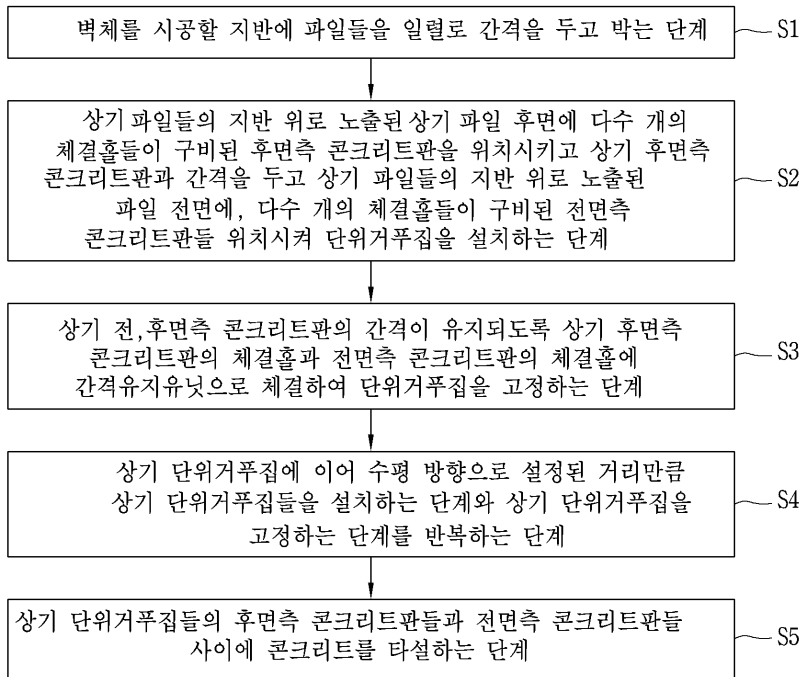 벽체를 시공할 지반에 파일들을 일렬로 간격을 두고 박는 단계
S1
상기 파일들의 지반 위로 노출된 상기 파일 후면에 다수 개의
체결홀들이 구비된 후면측 콘크리트판을 위치시키고 상기 후면측
콘크리트판과 간격을 두고 상기 파일들의 지반 위로 노출된
파일 전면에, 다수 개의 체결홀들이 구비된 전면측
콘크리트판들 위치시켜 단위거푸집을 설치하는 단계
S2
상기 전,후면측 콘크리트판의 간격이 유지되도록 상기 후면측
콘크리트판의 체결홀과 전면측 콘크리트판의 체결홀에
간격유지유닛으로 체결하여 단위거푸집을 고정하는 단계
S3
상기 단위거푸집에 이어 수평 방향으로 설정된 거리만큼
상기 단위거푸집들을 설치하는 단계와 상기 단위거푸집을
고정하는 단계를 반복하는 단계
S4
상기 단위거푸집들의 후면측 콘크리트판들과 전면측 콘크리트판들
사이에 콘크리트를 타설하는 단계
S5